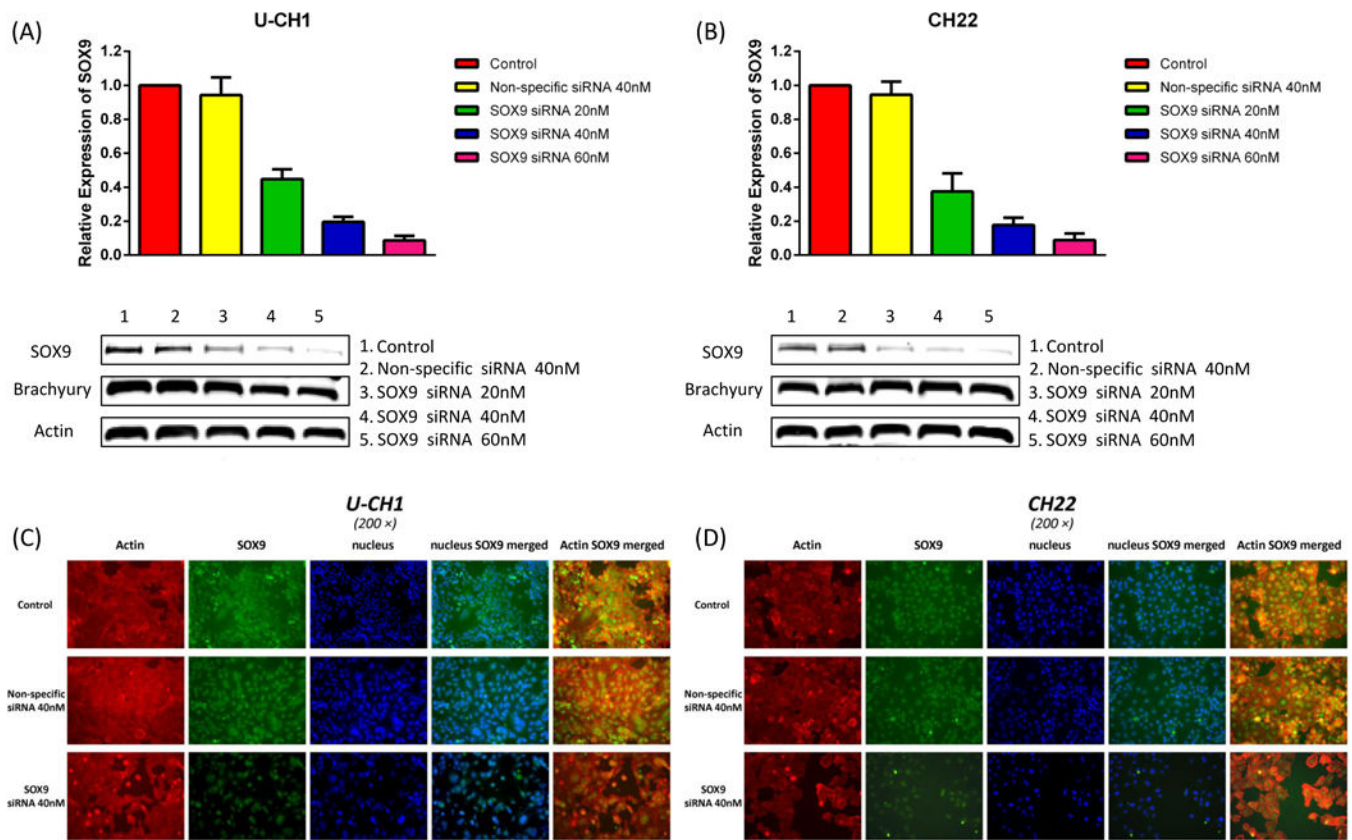 (A)
U-CH1
Relative Expression of SOX9
1.2
1.0
0.8
0.6
0.4
0.2
0.0
Control
Non-specific siRNA 40nM
SOX9 siRNA 20nM
SOX9 siRNA 40nM
SOX9 siRNA 60nM
1 2 3 4 5
SOX9
Brachyury
Actin
1. Control
2. Non-specific siRNA 40nM
3. SOX9 siRNA 20nM
4. SOX9 siRNA 40nM
5. SOX9 siRNA 60nM
(B)
CH22
Relative Expression of SOX9
1.2
1.0
0.8
0.6
0.4
0.2
0.0
Control
Non-specific siRNA 40nM
SOX9 siRNA 20nM
SOX9 siRNA 40nM
SOX9 siRNA 60nM
1 2 3 4 5
SOX9
Brachyury
Actin
1. Control
2. Non-specific siRNA 40nM
3. SOX9 siRNA 20nM
4. SOX9 siRNA 40nM
5. SOX9 siRNA 60nM
(C)
U-CH1
(200 ×)
Actin SOX9 nucleus nucleus SOX9 merged Actin SOX9 merged
Control
Non-specific
siRNA 40nM
SOX9
siRNA 40nM
(D)
CH22
(200 ×)
Actin SOX9 nucleus nucleus SOX9 merged Actin SOX9 merged
Control
Non-specific
siRNA 40nM
SOX9
siRNA 40nM